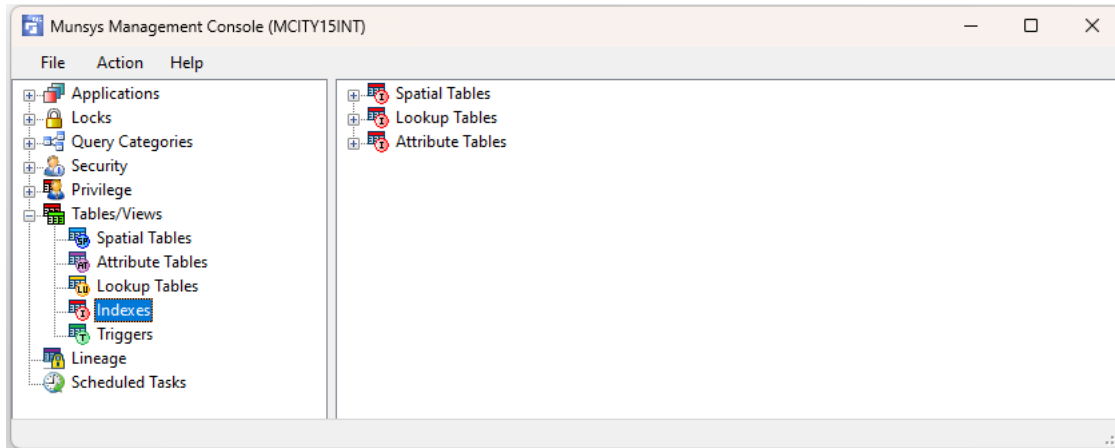 Munsys Management Console (MCITY15INT)
File Action Help
Applications
Locks
Query Categories
Security
Privilege
Tables/Views
Spatial Tables
Attribute Tables
Lookup Tables
Indexes
Triggers
Lineage
Scheduled Tasks
Spatial Tables
Lookup Tables
Attribute Tables